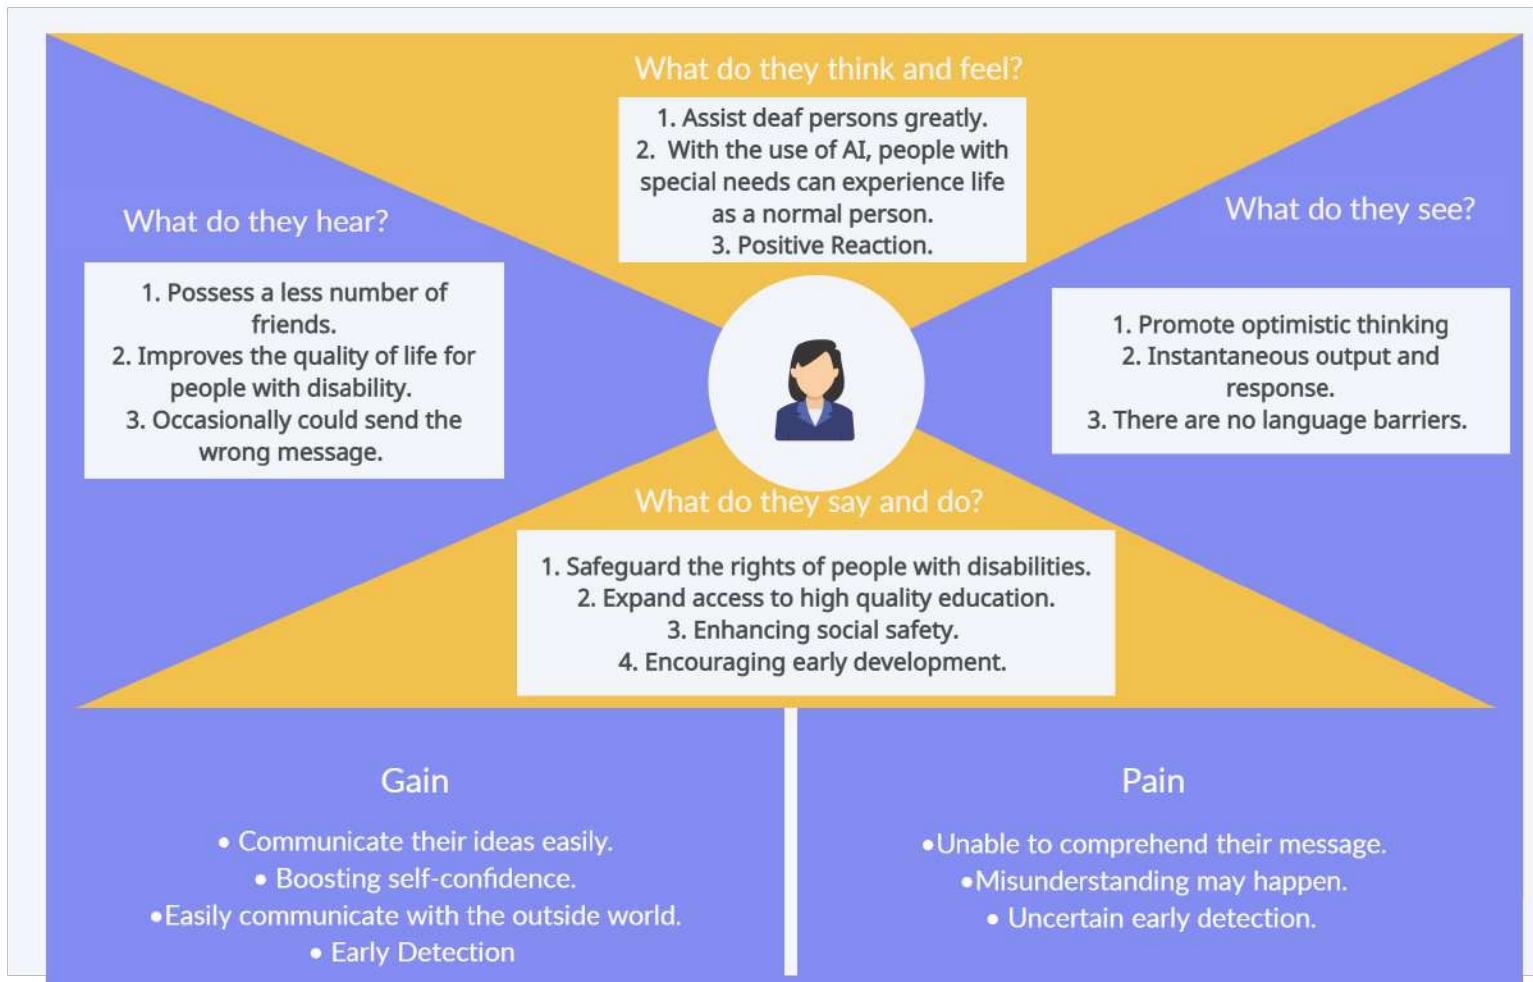 What do they think and feel?
1. Assist deaf persons greatly.
2.  With the use of AI, people with
special needs can experience life
as a normal person.
3. Positive Reaction.
What do they hear?
1. Possess a less number of
friends.
2. Improves the quality of life for
people with disability.
3. Occasionally could send the
wrong message.
What do they see?
1. Promote optimistic thinking
2. Instantaneous output and
response.
3. There are no language barriers.
What do they say and do?
1. Safeguard the rights of people with disabilities.
2. Expand access to high quality education.
3. Enhancing social safety.
4. Encouraging early development.
Gain
• Communicate their ideas easily.
• Boosting self-confidence.
•Easily communicate with the outside world.
• Early Detection
Pain
•Unable to comprehend their message.
•Misunderstanding may happen.
• Uncertain early detection.